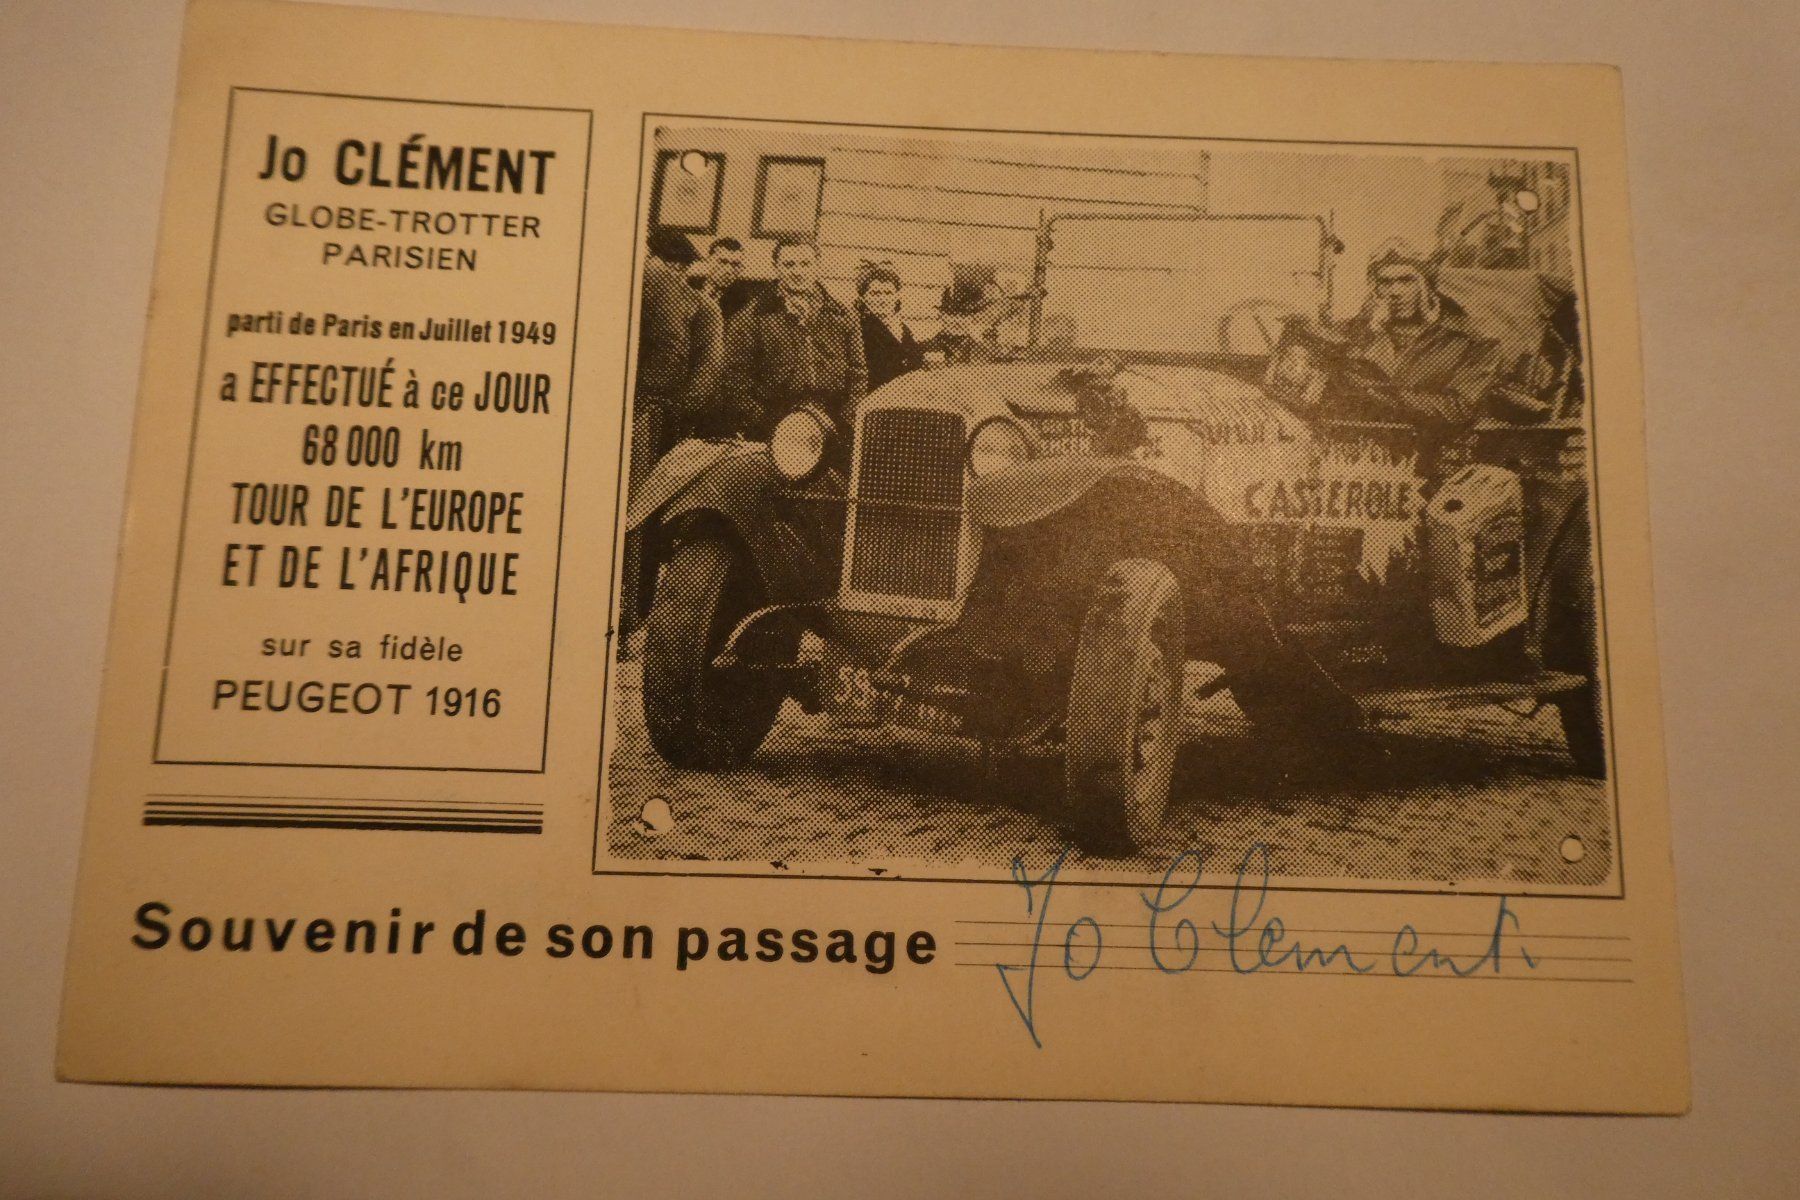 Jo CLÉMENT
GLOBE-TROTTER
PARISIEN
parti de Paris en Juillet 1949
a EFFECTUÉ à ce JOUR
68 000 km
TOUR DE L'EUROPE
ET DE L'AFRIQUE
sur sa fidèle
PEUGEOT 1916
CASSEROLE
Souvenir de son passage
Jo Clement